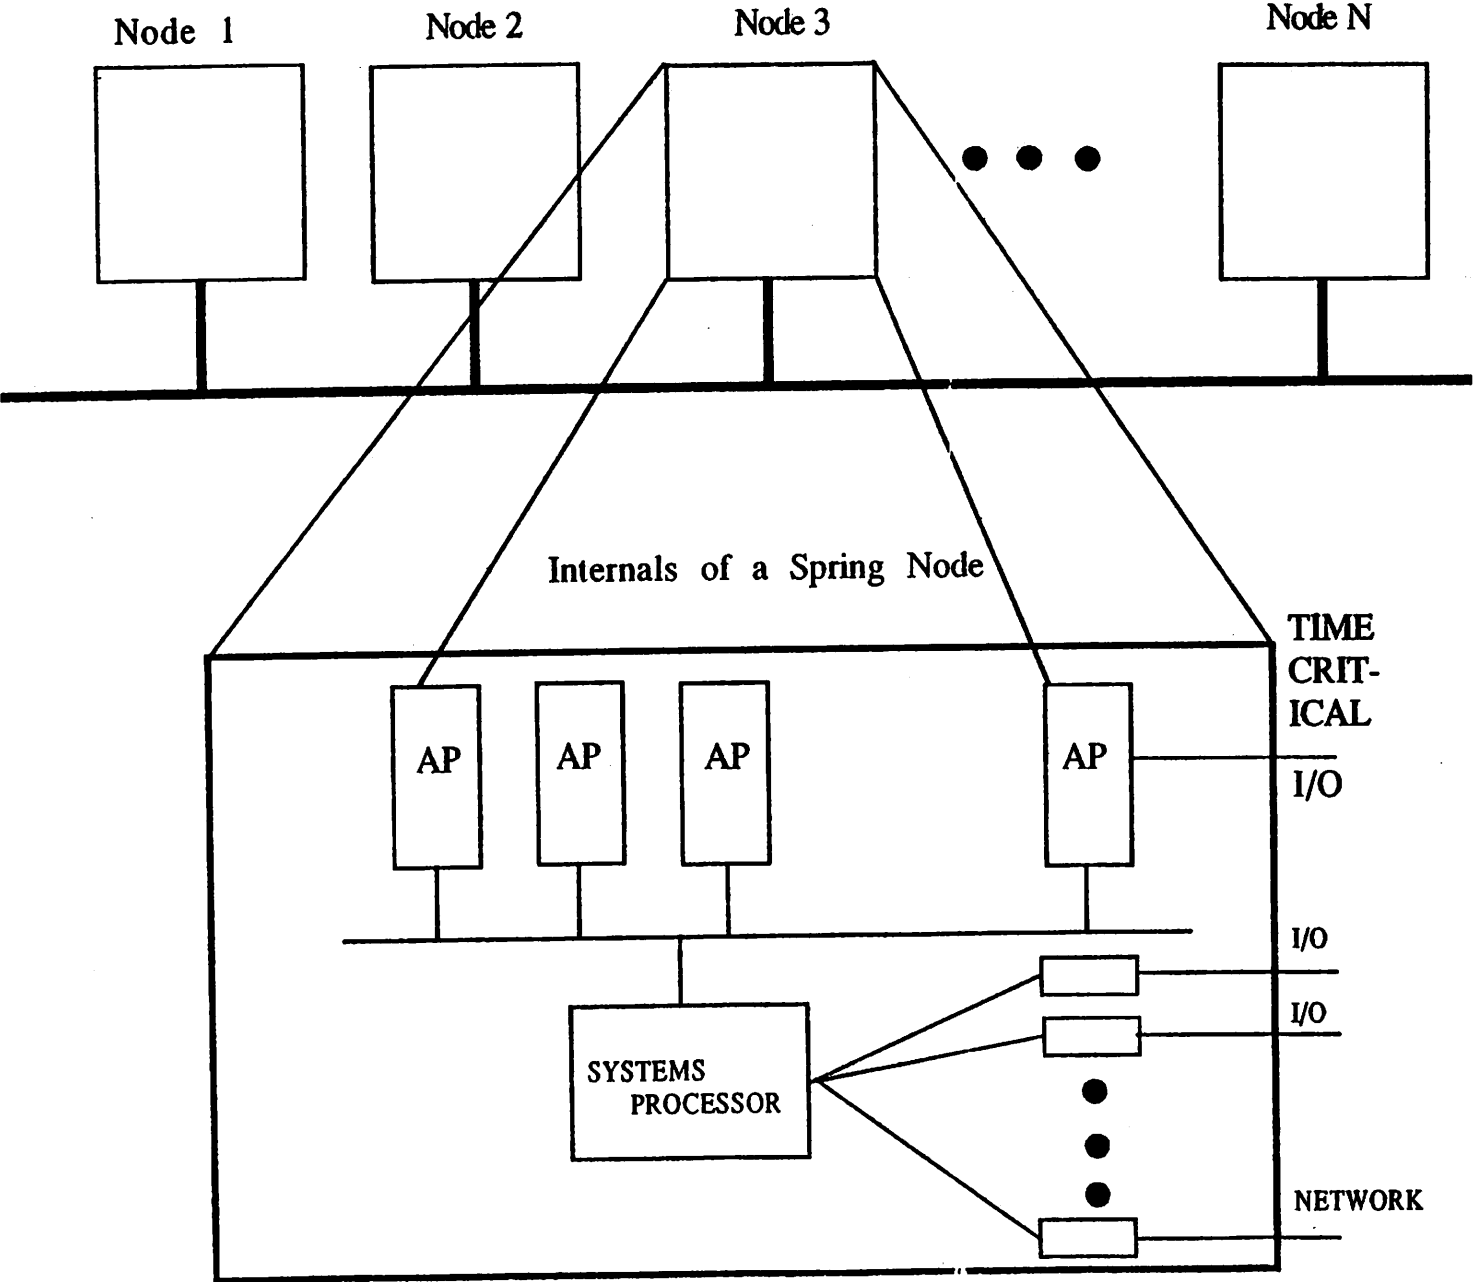 Node 1
Node 2
Node 3
Node N
Internals of a Spring Node
TIME
CRIT-
ICAL
I/O
AP
AP
AP
AP
I/O
I/O
SYSTEMS
PROCESSOR
NETWORK